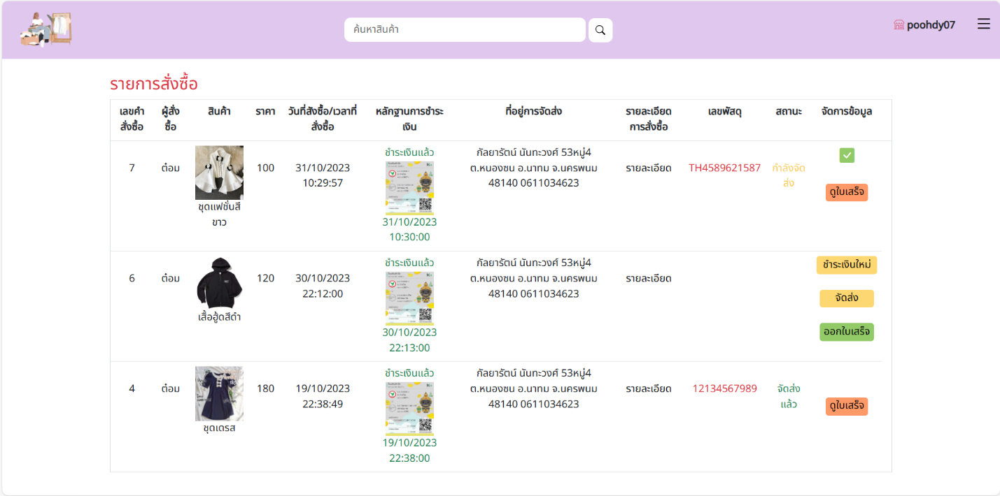 ค้นหาสินค้า
poohdy07
รายการสั่งซื้อ
เลขคำ
สั่งซื้อ
ผู้สั่ง
ซื้อ
สินค้า
ราคา
วันที่สังซื้อ/เวลาที่
สั่งซื้อ
หลักฐานการชำระ
เงิน
ที่อยู่การจัดส่ง
รายละเอียด
การสั่งซื้อ
เลขพัสดุ
สถานะ
จัดการข้อมูล
7
ต๋อม
ชุดแฟชั่นสี
ขาว
100
31/10/2023
10:29:57
ชำระเงินแล้ว
31/10/2023
10:30:00
กัลยารัตน์ นันทะวงศ์ 53หมู่4
ต.หนองซน อ.นาทม จ.นครพนม
48140 0611034623
รายละเอียด
TH4589621587
กำลังจัด
ส่ง
ดูใบเสร็จ
6
ต๋อม
เสื้อฮู้ดสีดำ
120
30/10/2023
22:12:00
ชำระเงินแล้ว
30/10/2023
22:13:00
กัลยารัตน์ นันทะวงศ์ 53หมู่4
ต.หนองซน อ.นาทม จ.นครพนม
48140 0611034623
รายละเอียด
ชำระเงินใหม่
จัดส่ง
ออกใบเสร็จ
4
ต๋อม
ชุดเดรส
180
19/10/2023
22:38:49
ชำระเงินแล้ว
19/10/2023
22:38:00
กัลยารัตน์ นันทะวงศ์ 53หมู่4
ต.หนองซน อ.นาทม จ.นครพนม
48140 0611034623
รายละเอียด
12134567989
จัดส่ง
แล้ว
ดูใบเสร็จ